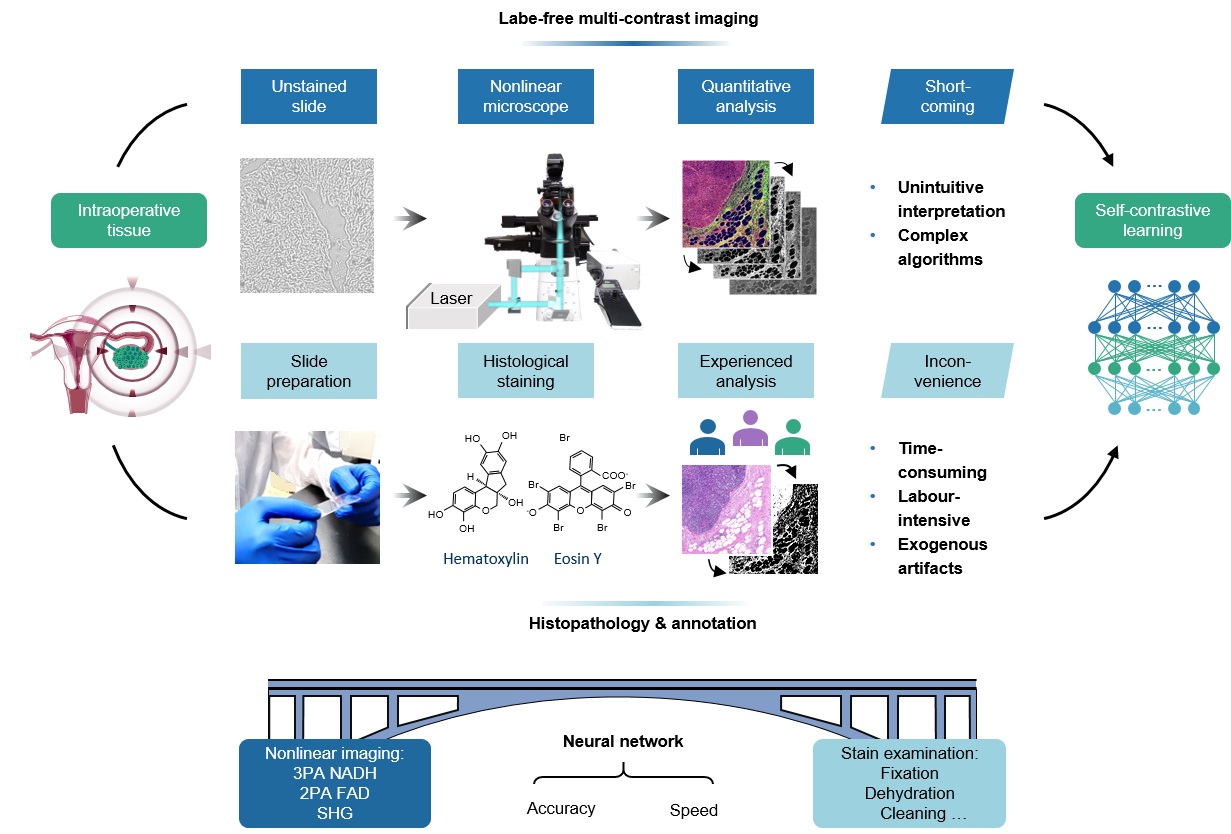 Labe-free multi-contrast imaging
Unstained
slide
Nonlinear
microscope
Quantitative
analysis
Short-
coming
Intraoperative
tissue
Laser
• Unintuitive
interpretation
• Complex
algorithms
Self-contrastive
learning
Slide
preparation
Histological
staining
Experienced
analysis
Incon-
venience
HO
OH
H
OH
O
HO
OH
Hematoxylin
Br
COO-
Br
Br
-O
O
O
Br
Br
Eosin Y
• Time-
consuming
• Labour-
intensive
• Exogenous
artifacts
Histopathology & annotation
Nonlinear imaging:
3PA NADH
2PA FAD
SHG
Neural network
Accuracy
Speed
Stain examination:
Fixation
Dehydration
Cleaning ...